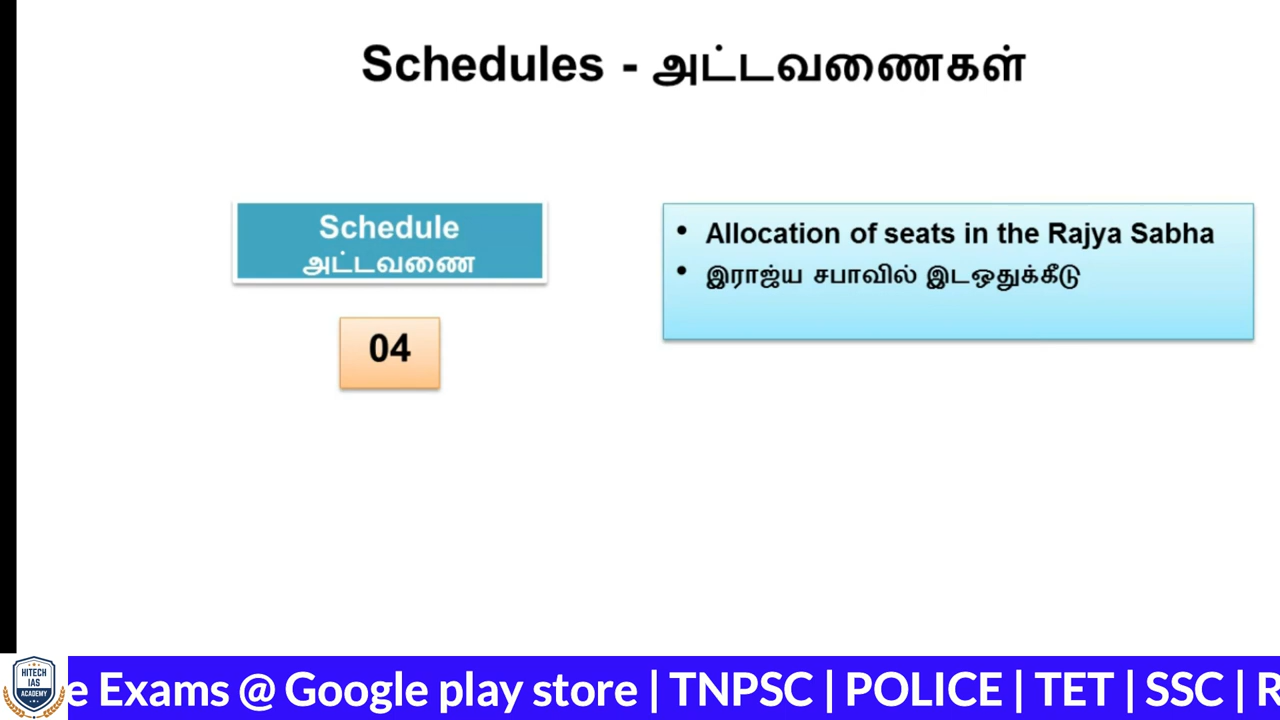 Schedules - அட்டவணைகள்
Schedule
அட்டவணை
04
• Allocation of seats in the Rajya Sabha
• இராஜ்ய சபாவில் இடஒதுக்கீடு
HITECH
IAS
ACADEMY
e Exams @ Google play store | TNPSC | POLICE | TET | SSC | R